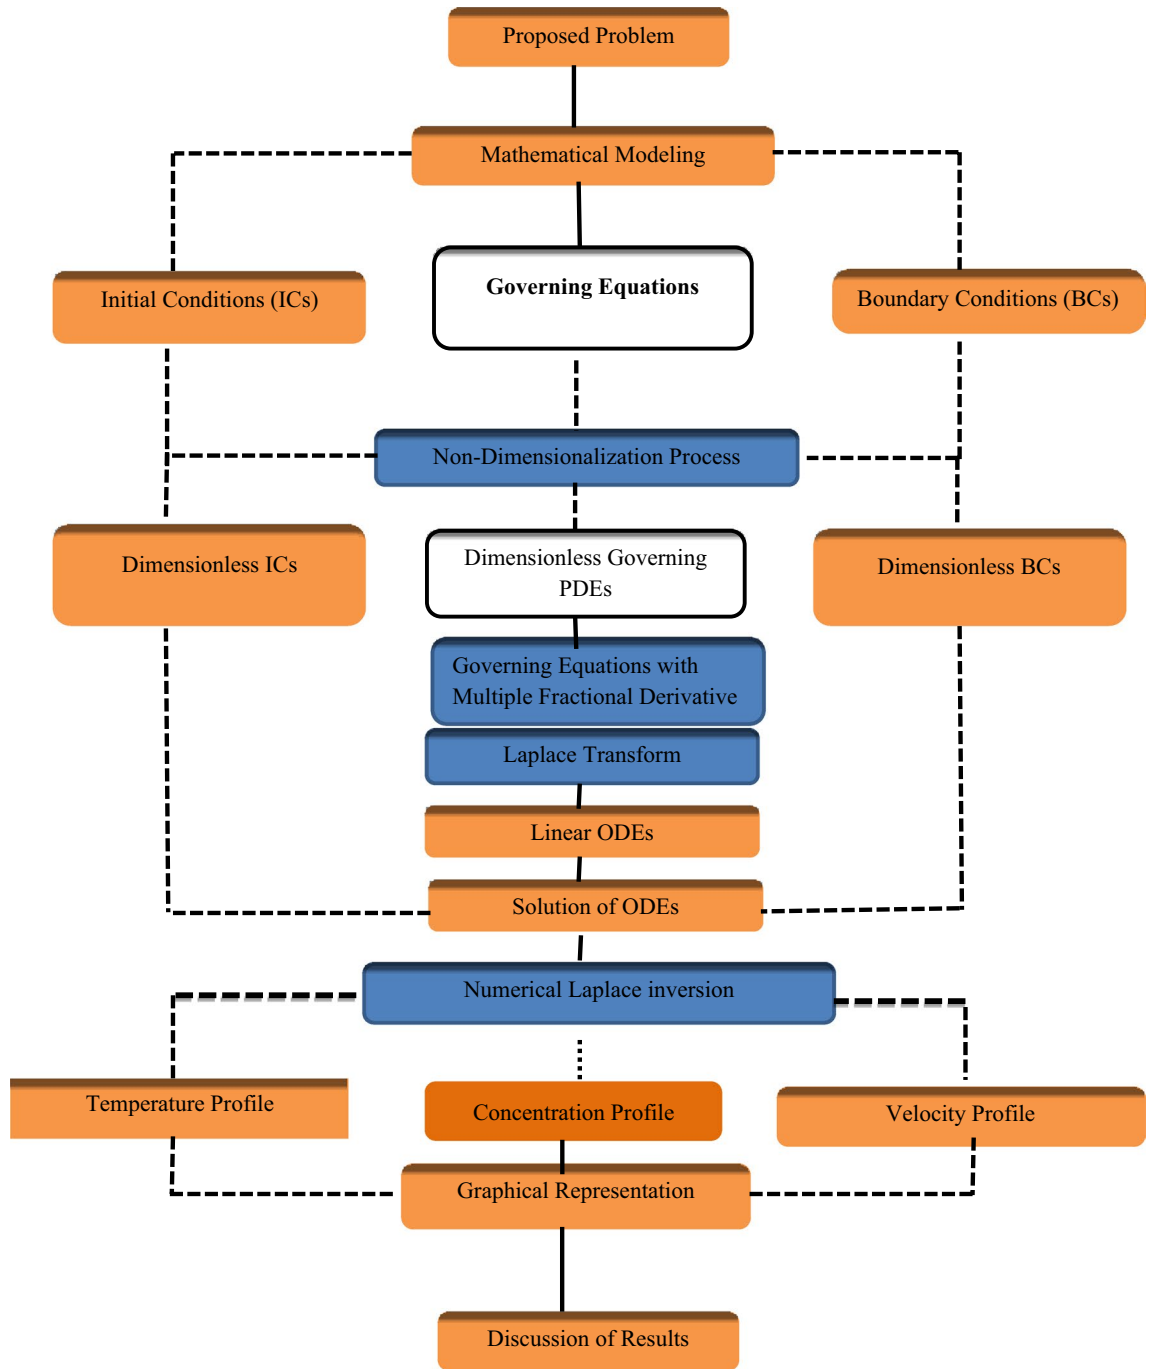 Proposed Problem
Mathematical Modeling
Initial Conditions (ICs)
Governing Equations
Boundary Conditions (BCs)
Non-Dimensionalization Process
Dimensionless ICs
Dimensionless Governing
PDEs
Dimensionless BCs
Governing Equations with
Multiple Fractional Derivative
Laplace Transform
Linear ODEs
Solution of ODEs
Numerical Laplace inversion
Temperature Profile
Concentration Profile
Velocity Profile
Graphical Representation
Discussion of Results